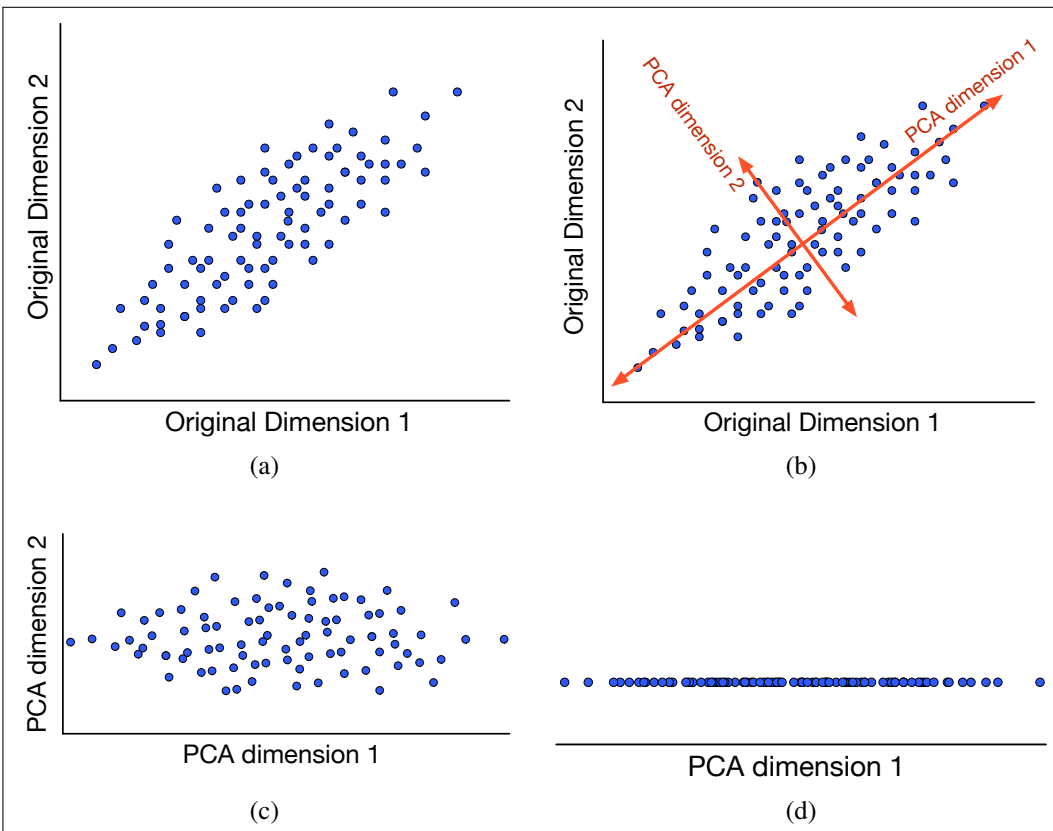 Original Dimension 2
Original Dimension 1
(a)
Original Dimension 2
PCA dimension 2
PCA dimension 1
Original Dimension 1
(b)
PCA dimension 2
PCA dimension 1
(c)
PCA dimension 1
(d)